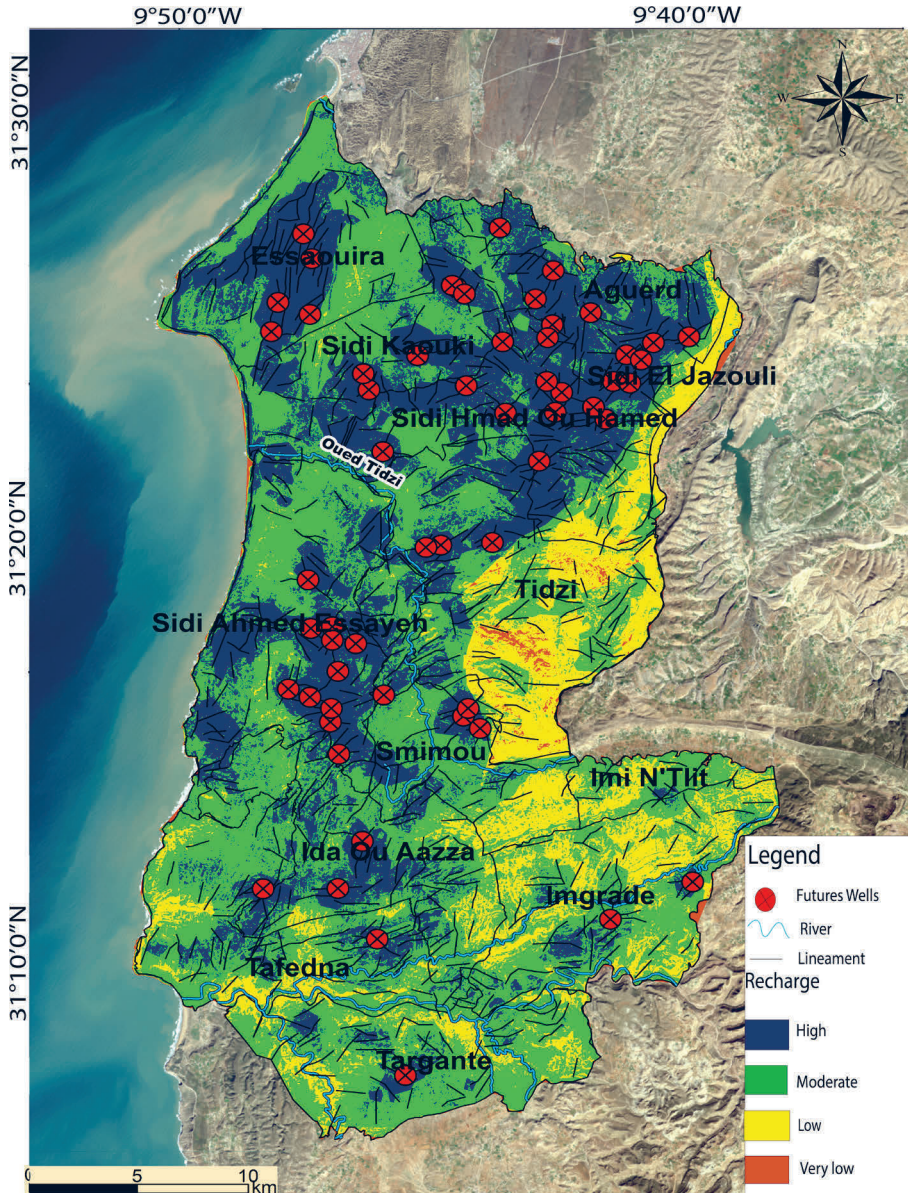 9°50'0"W
9°40'0"W
31°30'0"N
N
W
E
S
Essaouira
Aguerd
Sidi Kaouki
Sidi El Jazouli
Sidi Hmad Ou Hamed
Oued Tidzi
31°20'0"N
Tidzi
Sidi Ahmed Essayeh
Smimou
Imi N'Tlit
Ida Ou Aazza
Legend
Imgrade
Futures Wells
River
31°10'0"N
Lineament
Tafedna
Recharge
High
Targante
Moderate
Low
Very low
0 5 10
km